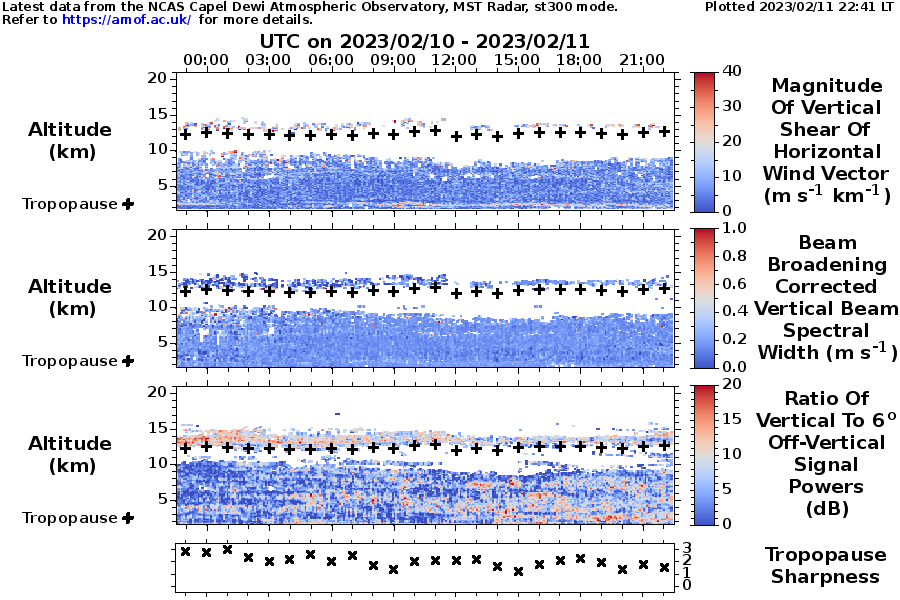 Latest data from the NCAS Capel Dewi Atmospheric Observatory, MST Radar, st300 mode.
Plotted 2023/02/11 22:41 LT
Refer to https://amof.ac.uk/ for more details.
UTC on 2023/02/10 - 2023/02/11
00:00 03:00 06:00 09:00 12:00 15:00 18:00 21:00
20
15
10
5
Altitude
(km)
Tropopause
40
30
20
10
0
Magnitude
Of Vertical
Shear Of
Horizontal
Wind Vector
(m s-1 km-1)
20
15
10
5
Altitude
(km)
Tropopause
1.0
0.8
0.6
0.4
0.2
0.0
Beam
Broadening
Corrected
Vertical Beam
Spectral
Width (m s-1)
20
15
10
5
Altitude
(km)
Tropopause
20
15
10
5
0
Ratio Of
Vertical To 6o
Off-Vertical
Signal
Powers
(dB)
3
2
1
0
Tropopause
Sharpness